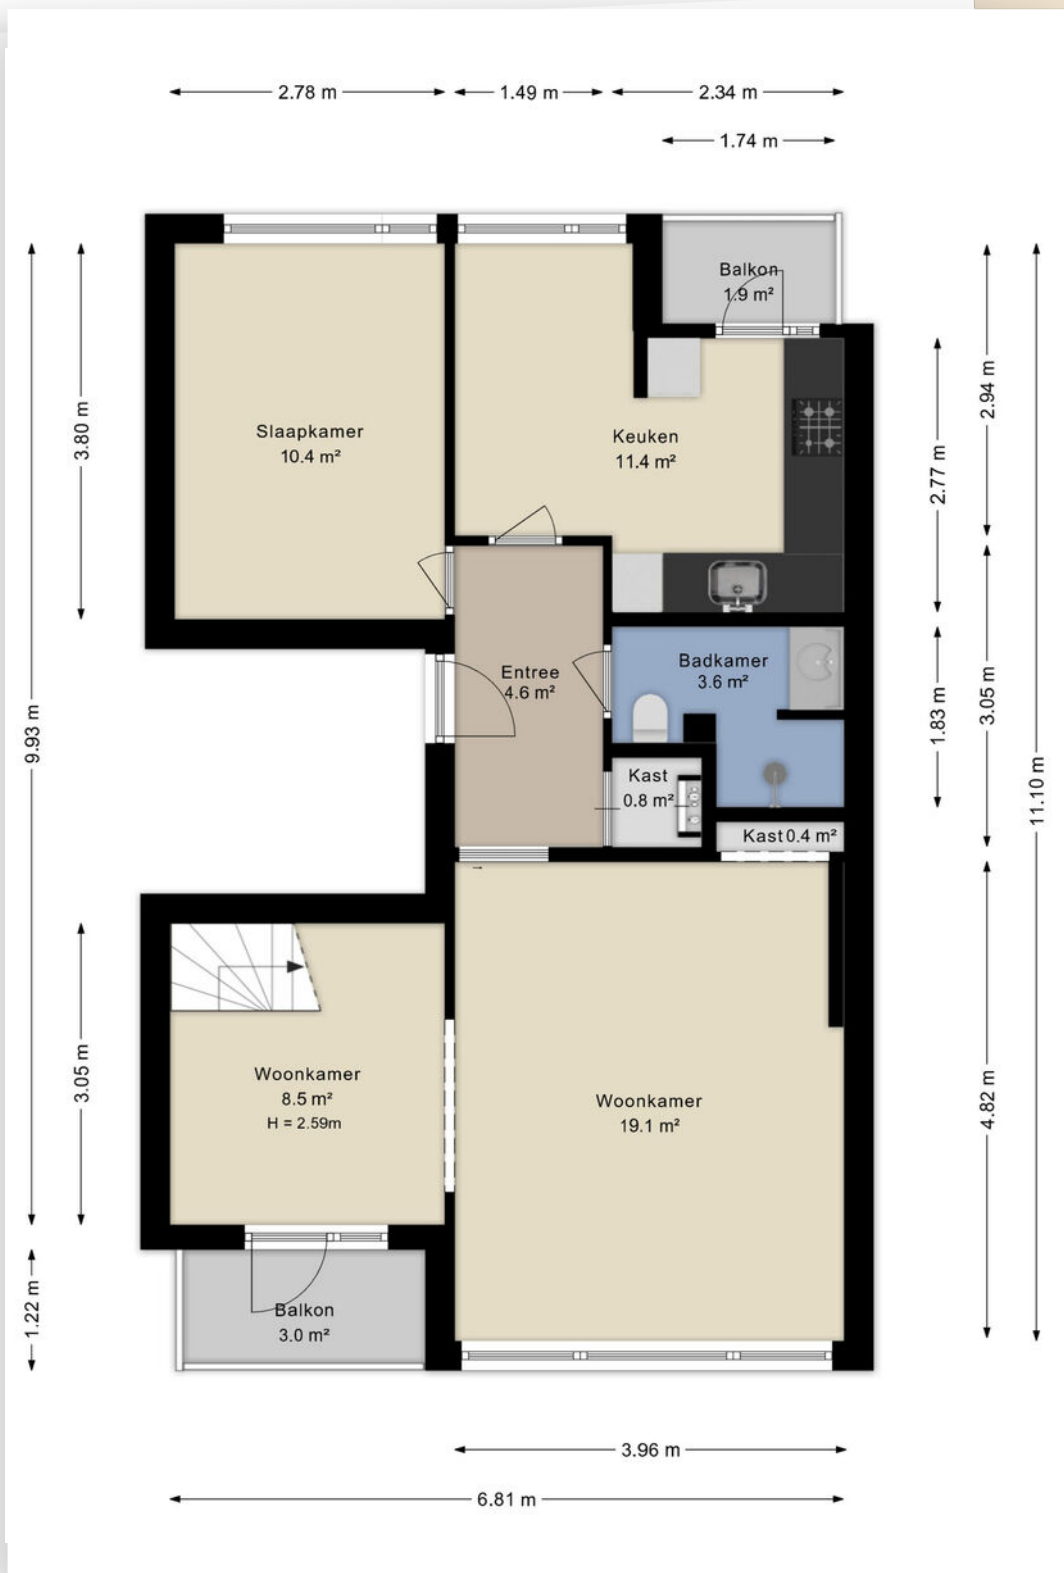 2.78 m
1.49 m
2.34 m
1.74 m
Balkon
1.9 m²
2.94 m
3.80 m
Slaapkamer
10.4 m²
Keuken
11.4 m²
2.77 m
Entree
4.6 m²
Badkamer
3.6 m²
3.05 m
1.83 m
9.93 m
Kast
0.8 m²
11.10 m
Kast 0.4 m²
3.05 m
Woonkamer
8.5 m²
H = 2.59m
Woonkamer
19.1 m²
4.82 m
1.22 m
Balkon
3.0 m²
3.96 m
6.81 m